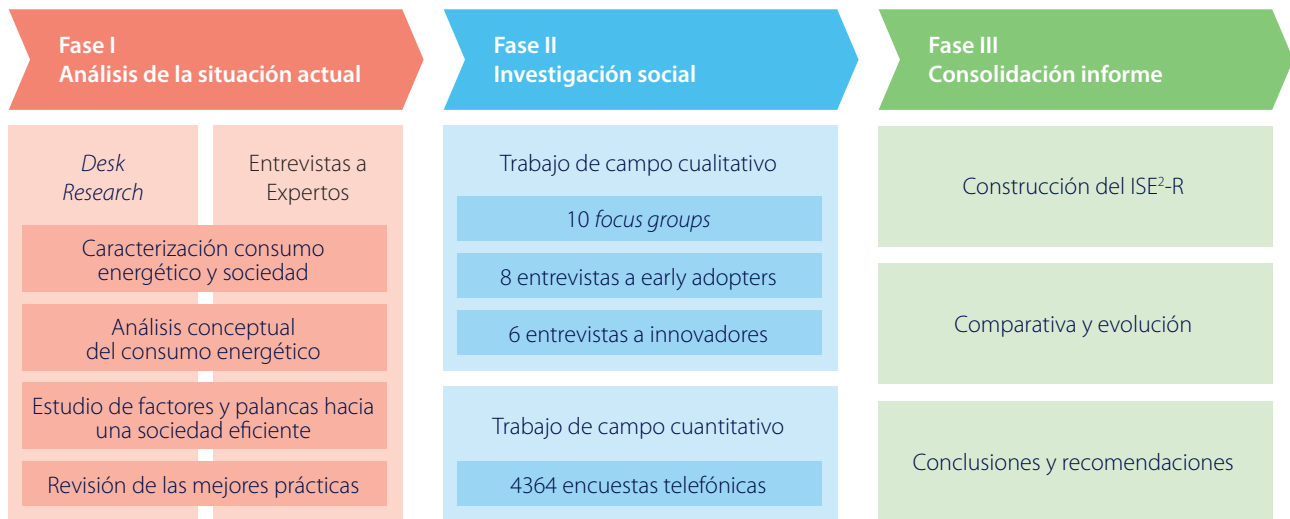 Fase I
Análisis de la situación actual
Desk
Research
Entrevistas a
Expertos
Caracterización consumo
energético y sociedad
Análisis conceptual
del consumo energético
Estudio de factores y palancas hacia
una sociedad eficiente
Revisión de las mejores prácticas
Fase II
Investigación social
Trabajo de campo cualitativo
10 focus groups
8 entrevistas a early adopters
6 entrevistas a innovadores
Trabajo de campo cuantitativo
4364 encuestas telefónicas
Fase III
Consolidación informe
Construcción del ISE²-R
Comparativa y evolución
Conclusiones y recomendaciones